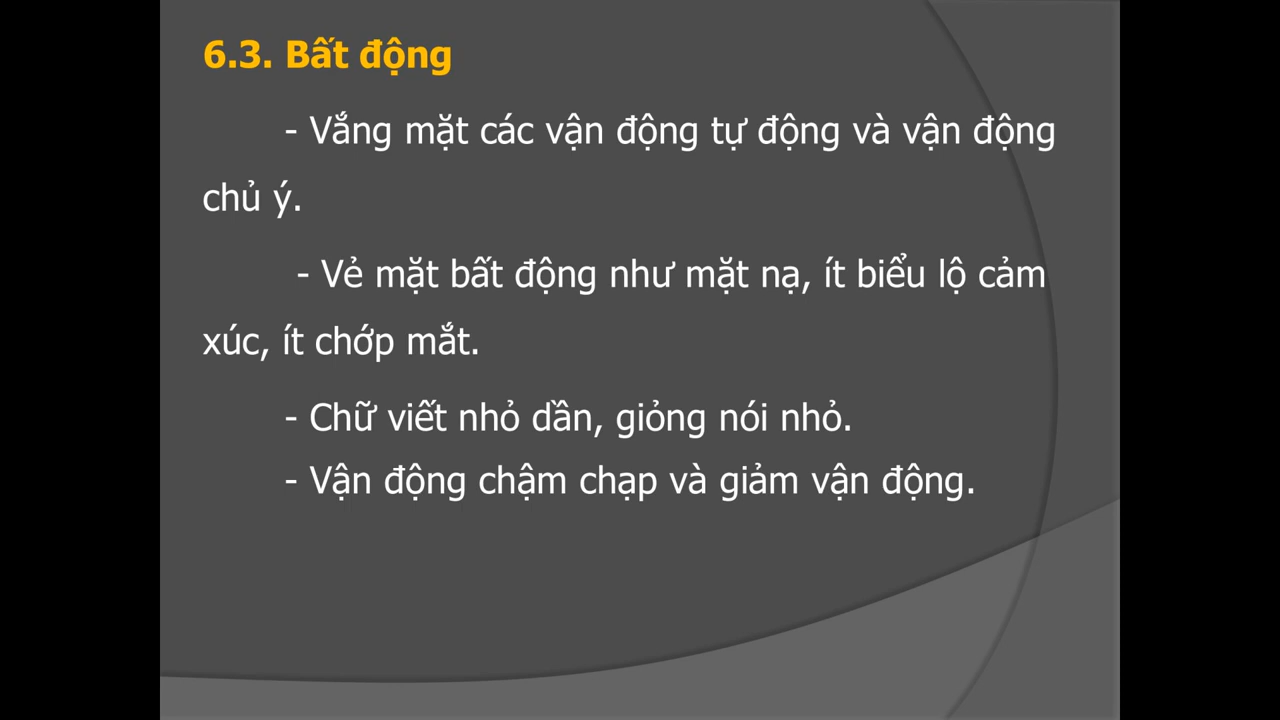 6.3. Bất động
- Vắng mặt các vận động tự động và vận động
chủ ý.
- Vẻ mặt bất động như mặt nạ, ít biểu lộ cảm
xúc, ít chớp mắt.
- Chữ viết nhỏ dần, giỏng nói nhỏ.
- Vận động chậm chạp và giảm vận động.